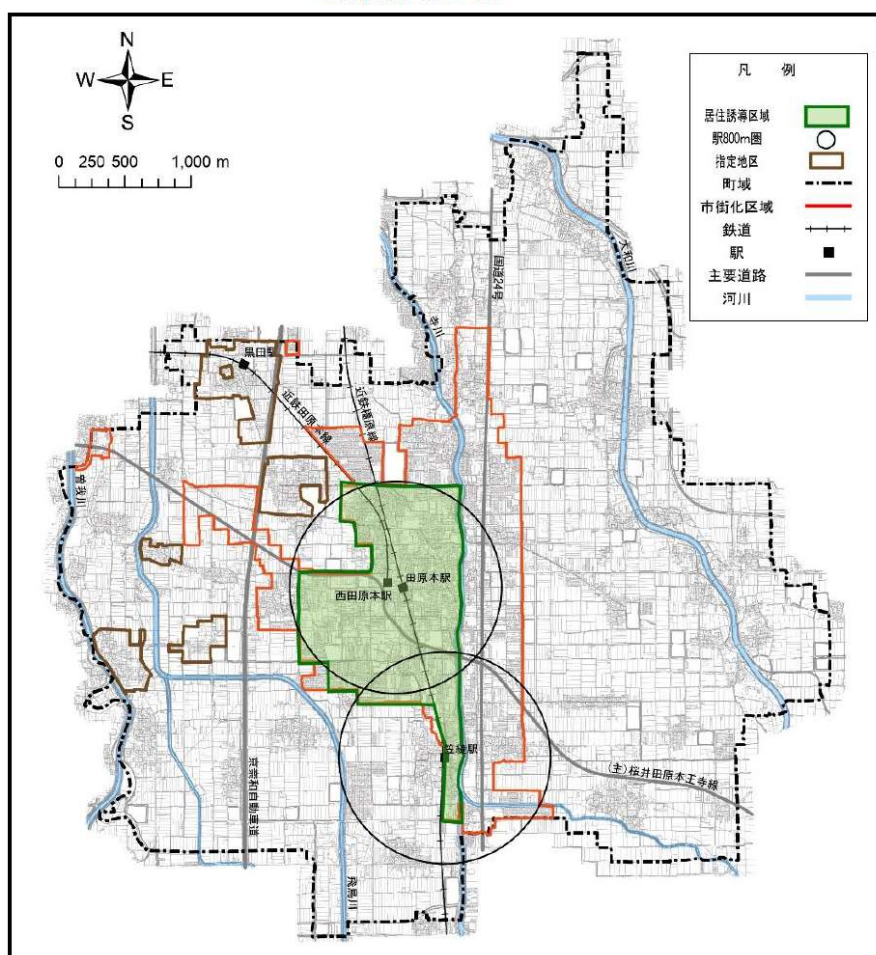 N
W E
S
0 250 500 1,000 m
凡 例
居住誘導区域
駅800m圏
指定地区
町域
市街化区域
鉄道
駅
主要道路
河川
大和川
国道24号
寺川
黒田駅
近鉄田原本線
近鉄橿原線
曽我川
西田原本駅
田原本駅
笠縫駅
(主)桜井田原本王寺線
京奈和自動車道
飛鳥川